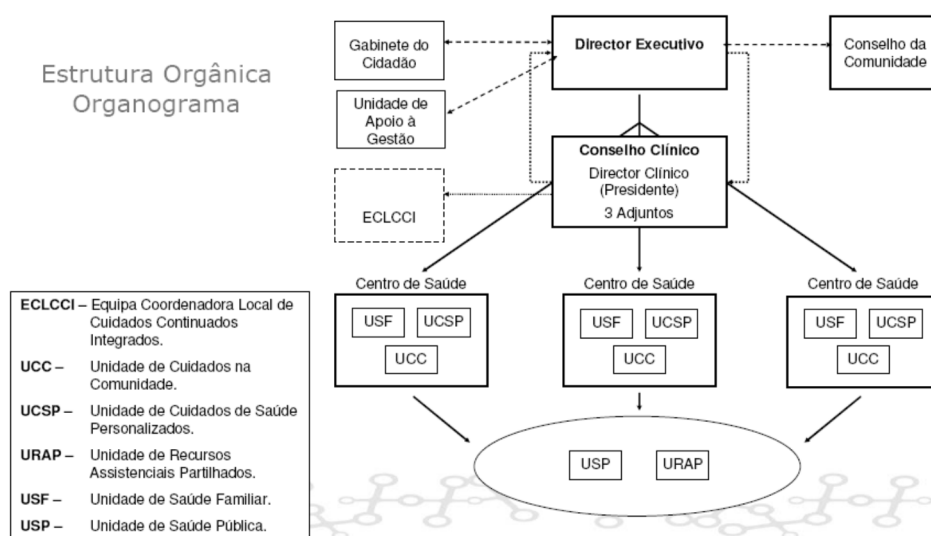 Estrutura Orgânica
Organograma
Gabinete do
Cidadão
Director Executivo
Conselho da
Comunidade
Unidade de
Apoio à
Gestão
Conselho Clínico
Director Clínico
(Presidente)
3 Adjuntos
ECLCCI
Centro de Saúde
USF
UCSP
UCC
Centro de Saúde
USF
UCSP
UCC
Centro de Saúde
USF
UCSP
UCC
USP
URAP
ECLCCI – Equipa Coordenadora Local de
Cuidados Continuados
Integrados.
UCC – Unidade de Cuidados na
Comunidade.
UCSP – Unidade de Cuidados de Saúde
Personalizados.
URAP – Unidade de Recursos
Assistenciais Partilhados.
USF – Unidade de Saúde Familiar.
USP – Unidade de Saúde Pública.